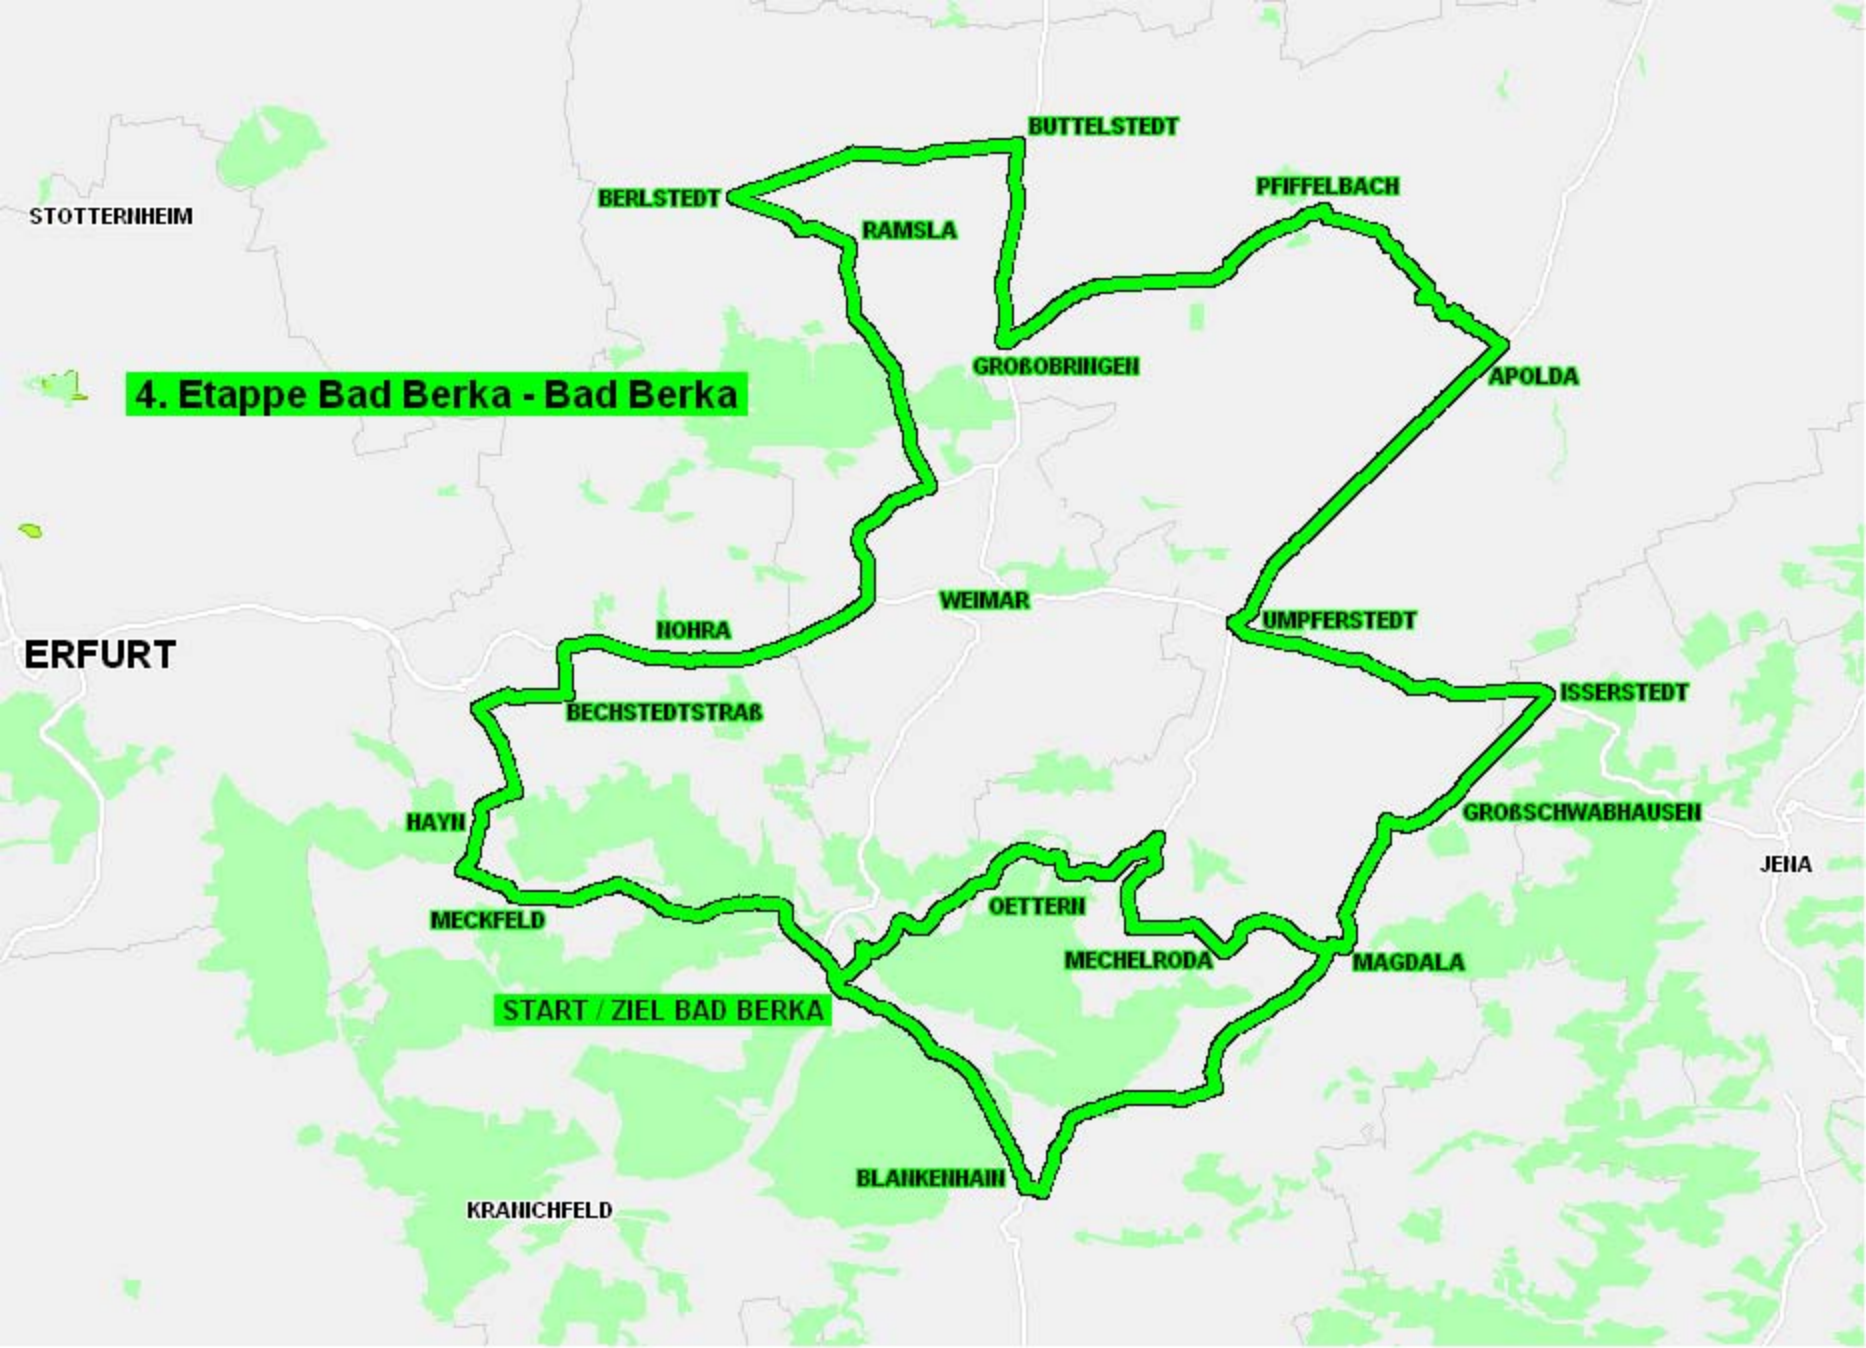 BUTTELSTEDT
PFIFFELBACH
BERLSTEDT
STOTTERNHEIM
RAMSLA
GROßOBRINGEN
APOLDA
4. Etappe Bad Berka - Bad Berka
WEIMAR
UMPFERSTEDT
NOHRA
ERFURT
ISSERSTEDT
BECHSTEDTSTRAß
GROßSCHWABHAUSEN
HAYN
JENA
OETTERN
MECKFELD
MECHELRODA
MAGDALA
START / ZIEL BAD BERKA
BLANKENHAIN
KRANICHFELD